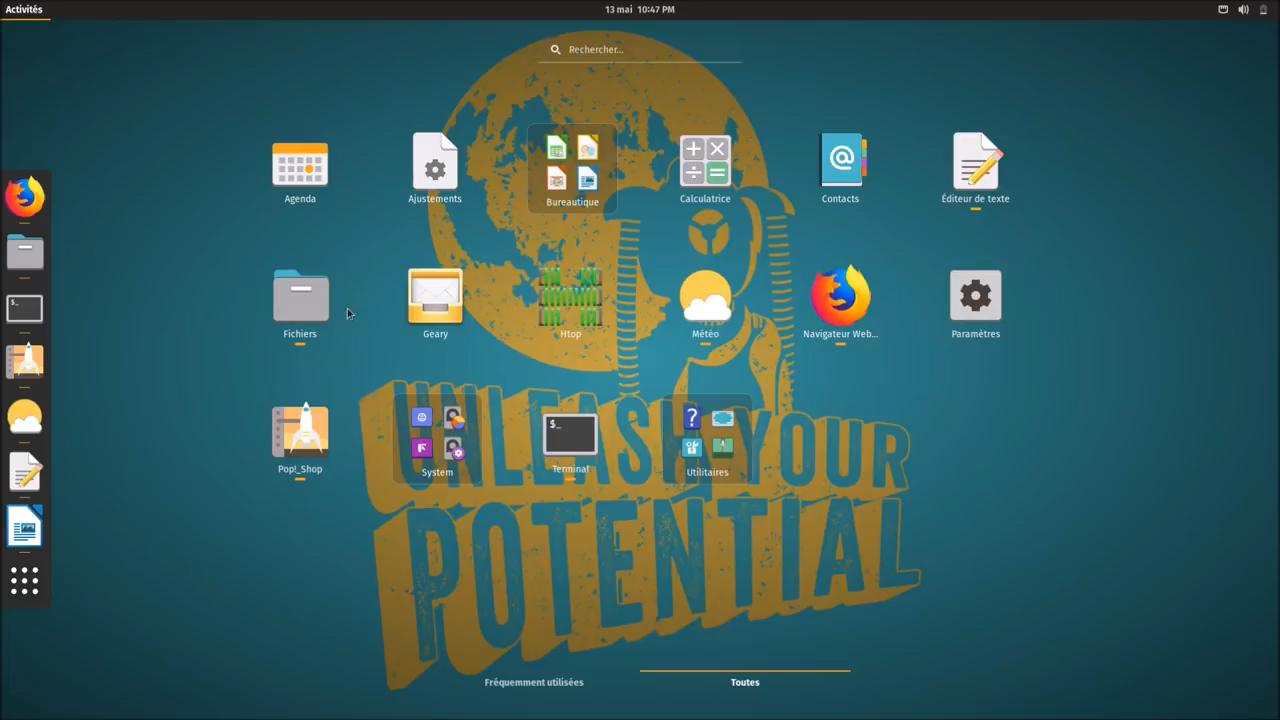 Activités
13 mai 10:47 PM
Rechercher...
Agenda
Ajustements
Bureautique
Calculatrice
Contacts
Éditeur de texte
Fichiers
Geary
Htop
Météo
Navigateur Web...
Paramètres
Pop!_Shop
System
Terminal
Utilitaires
UNLEASH YOUR
POTENTIAL
Fréquemment utilisées
Toutes